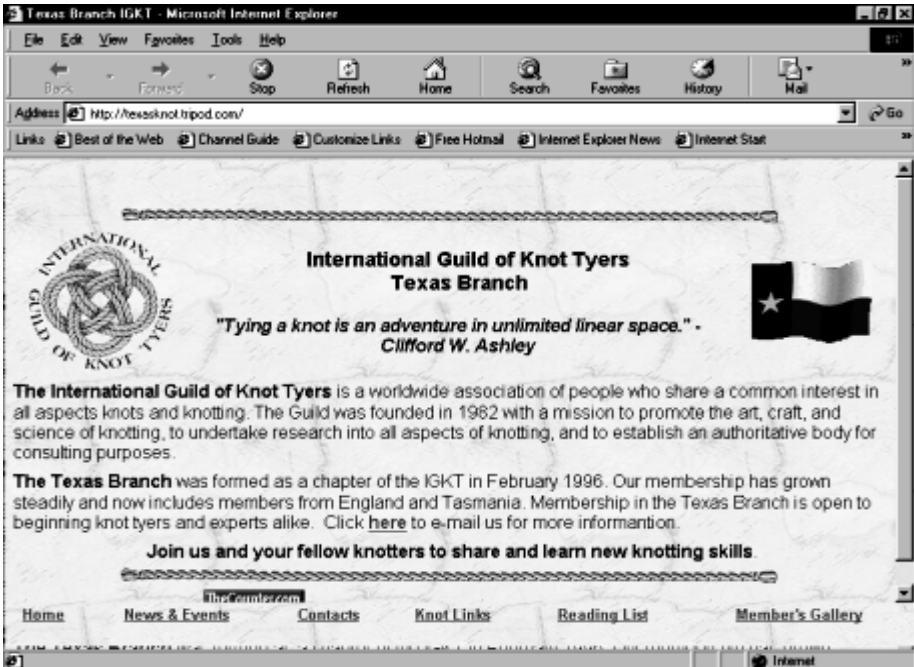 Texas Branch IGKT - Microsoft Internet Explorer
File Edit View Favorites Tools Help
Back Forward Stop Refresh Home Search Favorites History Mail
Address http://texasknot.tripod.com/ Go
Links Best of the Web Channel Guide Customize Links Free Hotmail Internet Explorer News Internet Start
INTERNATIONAL GUILD OF KNOT TYERS
International Guild of Knot Tyers
Texas Branch
"Tying a knot is an adventure in unlimited linear space." -
Clifford W. Ashley
The International Guild of Knot Tyers is a worldwide association of people who share a common interest in
all aspects knots and knotting. The Guild was founded in 1982 with a mission to promote the art, craft, and
science of knotting, to undertake research into all aspects of knotting, and to establish an authoritative body for
consulting purposes.
The Texas Branch was formed as a chapter of the IGKT in February 1996. Our membership has grown
steadily and now includes members from England and Tasmania. Membership in the Texas Branch is open to
beginning knot tyers and experts alike. Click here to e-mail us for more informantion.
Join us and your fellow knotters to share and learn new knotting skills.
TheCounter.com
Home News & Events Contacts Knot Links Reading List Member's Gallery
Internet